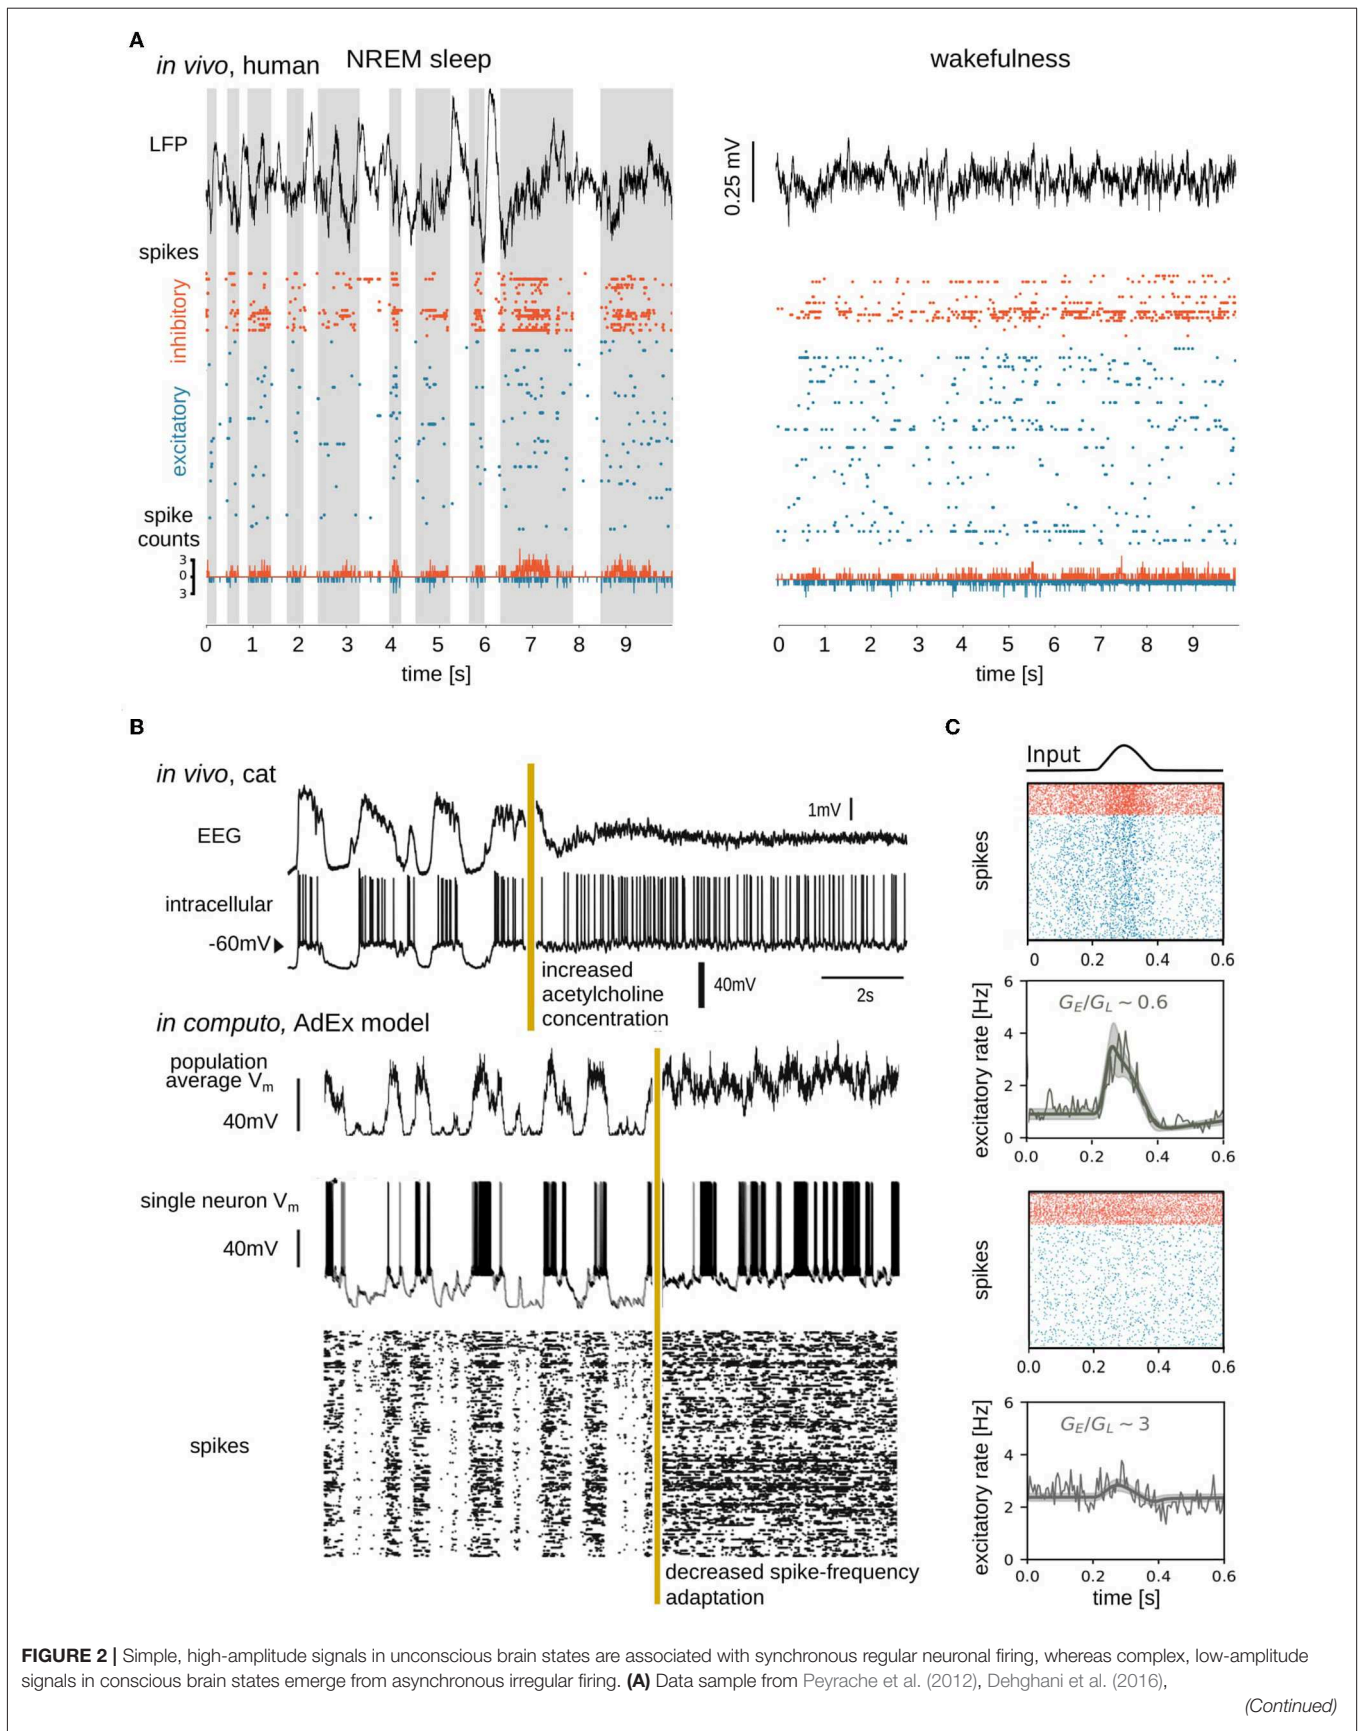 A
in vivo, human
NREM sleep
wakefulness
LFP
0.25 mV
spikes
inhibitory
excitatory
spike
counts
3
0
3
0 1 2 3 4 5 6 7 8 9
time [s]
0 1 2 3 4 5 6 7 8 9
time [s]
B
in vivo, cat
EEG
1mV
intracellular
-60mV
increased
acetylcholine
concentration
40mV
2s
in computo, AdEx model
population
average Vm
40mV
single neuron Vm
40mV
spikes
decreased spike-frequency
adaptation
C
Input
spikes
0.0 0.2 0.4 0.6
excitatory rate [Hz]
6
4
2
0
GE/GL ~ 0.6
0.0 0.2 0.4 0.6
spikes
0.0 0.2 0.4 0.6
excitatory rate [Hz]
6
4
2
0
GE/GL ~ 3
0.0 0.2 0.4 0.6
time [s]
FIGURE 2 | Simple, high-amplitude signals in unconscious brain states are associated with synchronous regular neuronal firing, whereas complex, low-amplitude
signals in conscious brain states emerge from asynchronous irregular firing. (A) Data sample from Peyrache et al. (2012), Dehghani et al. (2016),
(Continued)